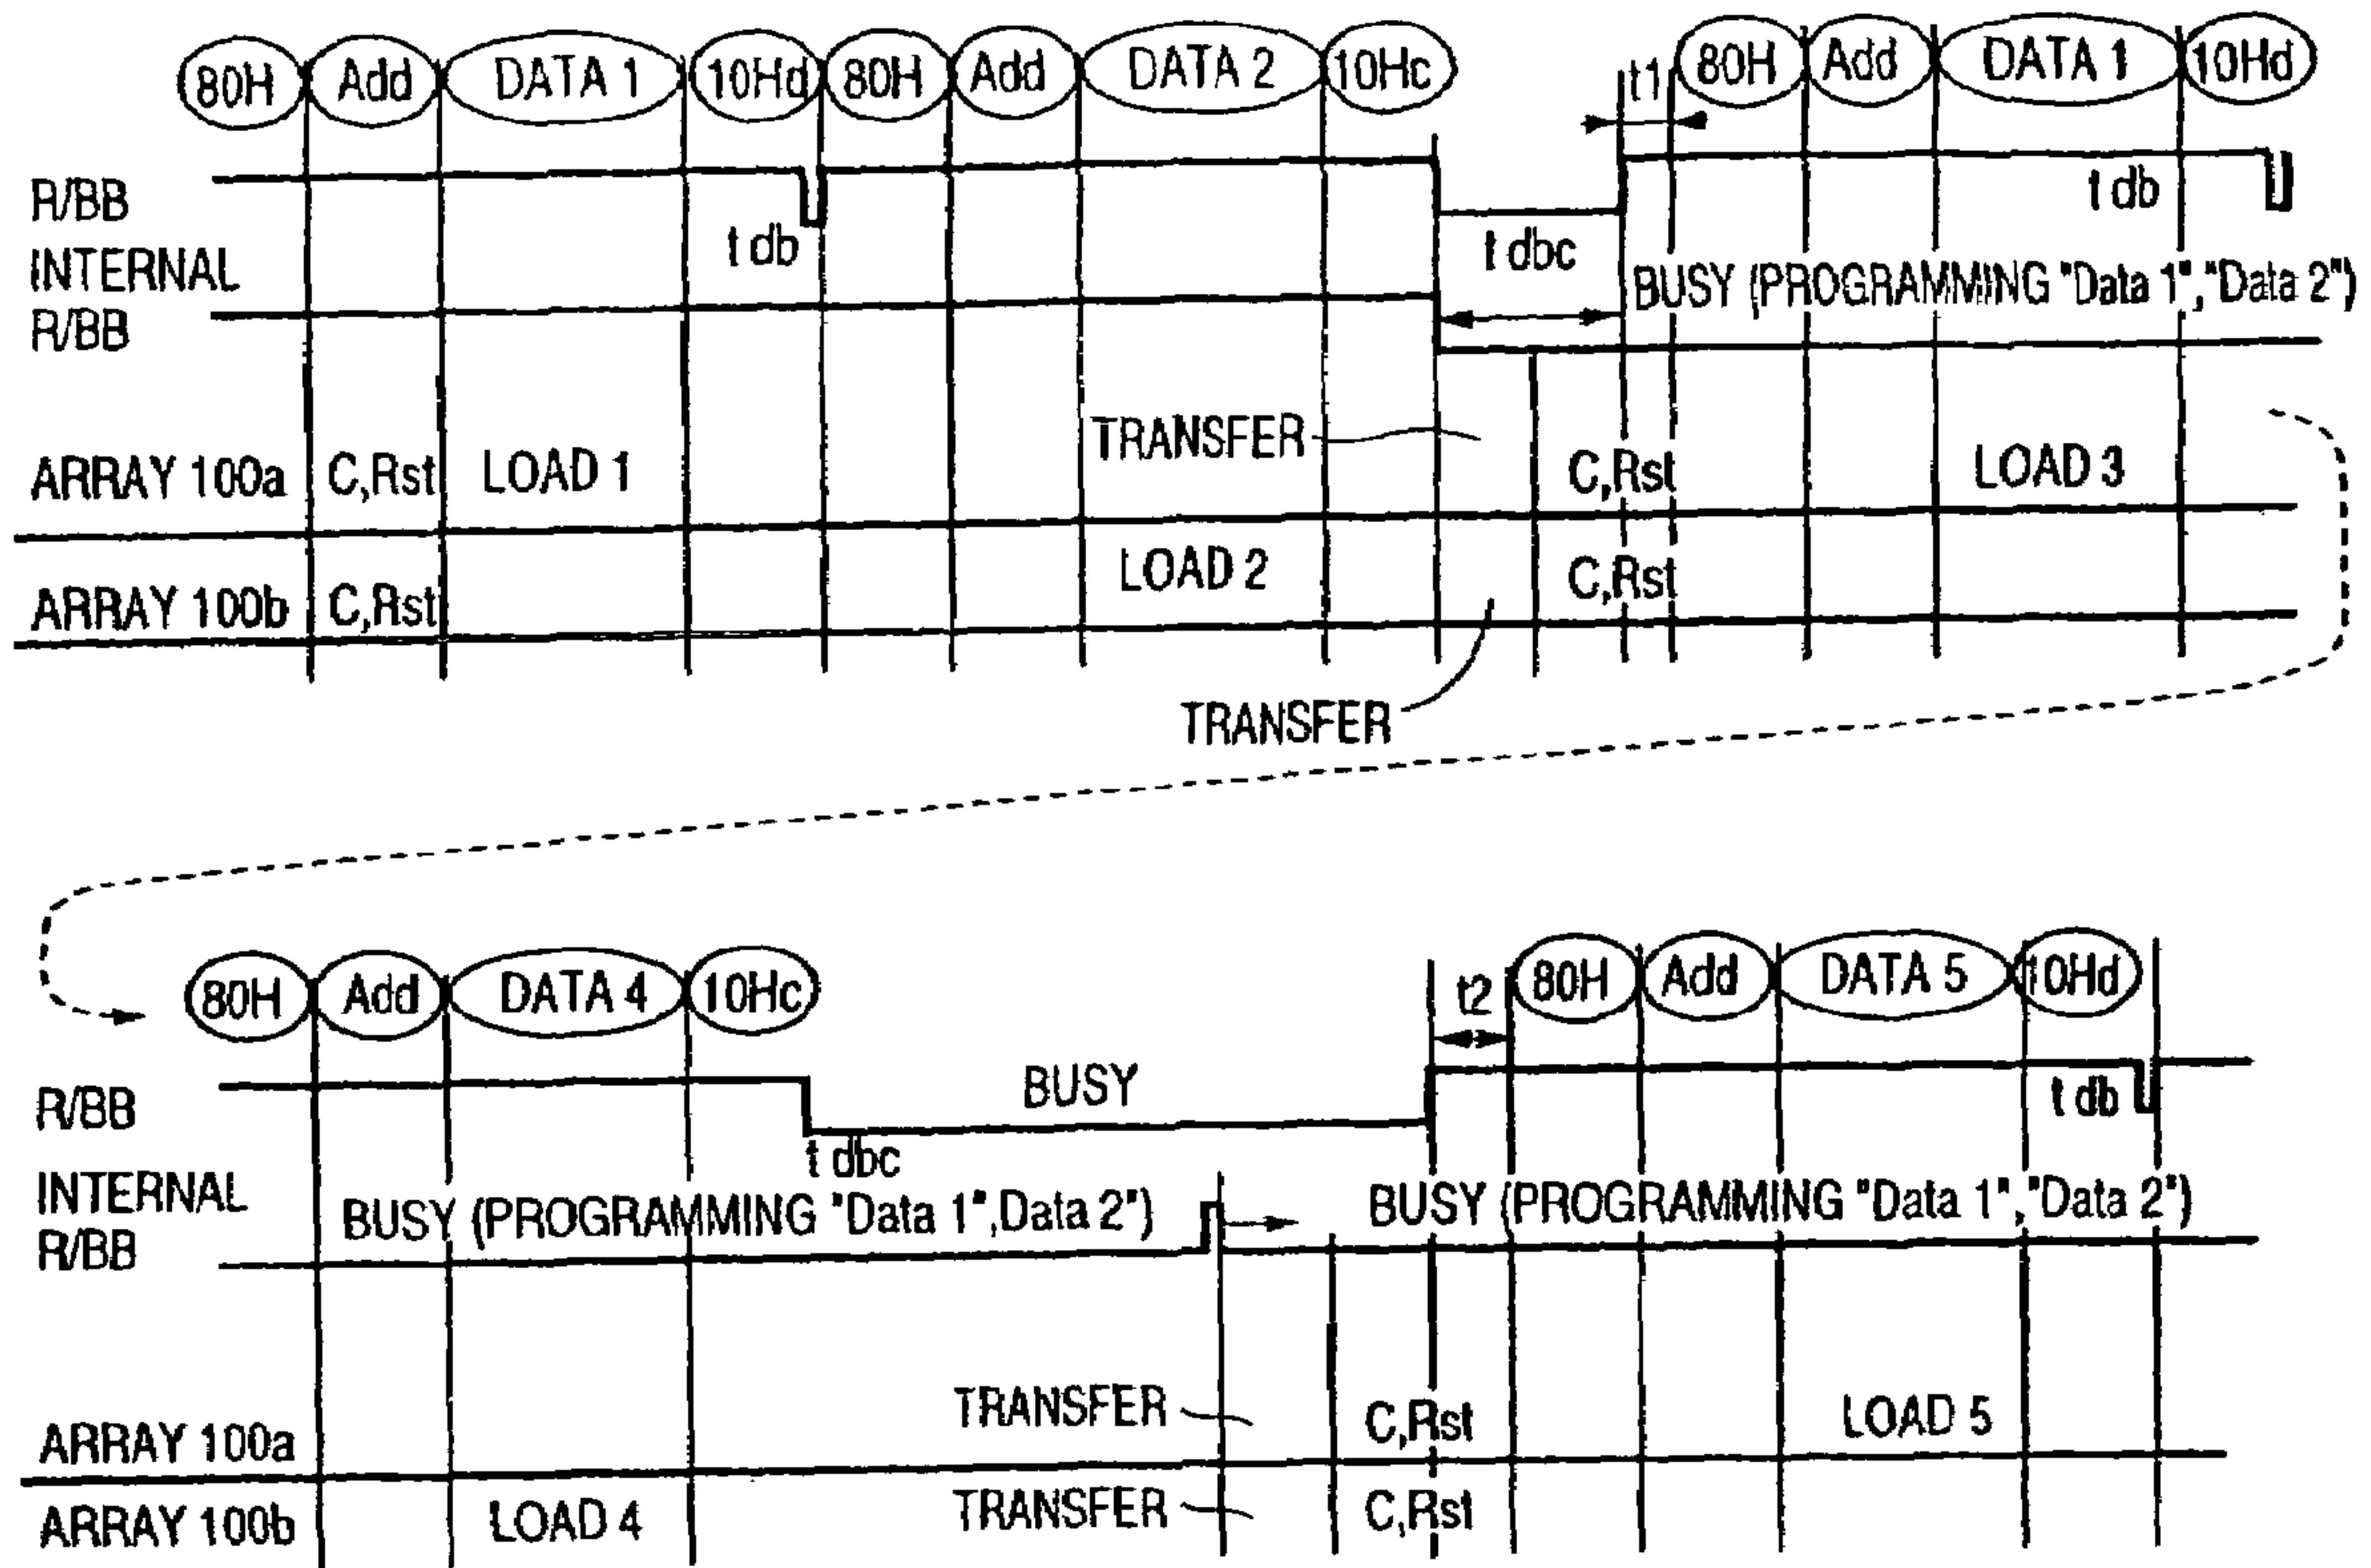 80H Add DATA 1 10Hd 80H Add DATA 2 10Hc t1 80H Add DATA 1 10Hd
R/BB
t db
t dbc
t db
INTERNAL
R/BB
BUSY (PROGRAMMING "Data 1","Data 2")
TRANSFER
ARRAY 100a C,Rst LOAD 1 C,Rst LOAD 3
LOAD 2 C,Rst
ARRAY 100b C,Rst
TRANSFER
80H Add DATA 4 10Hc t2 80H Add DATA 5 10Hd
R/BB
BUSY
t db
t dbc
INTERNAL
R/BB
BUSY (PROGRAMMING "Data 1",Data 2")
BUSY (PROGRAMMING "Data 1","Data 2")
TRANSFER C,Rst LOAD 5
ARRAY 100a
ARRAY 100b LOAD 4 TRANSFER C,Rst